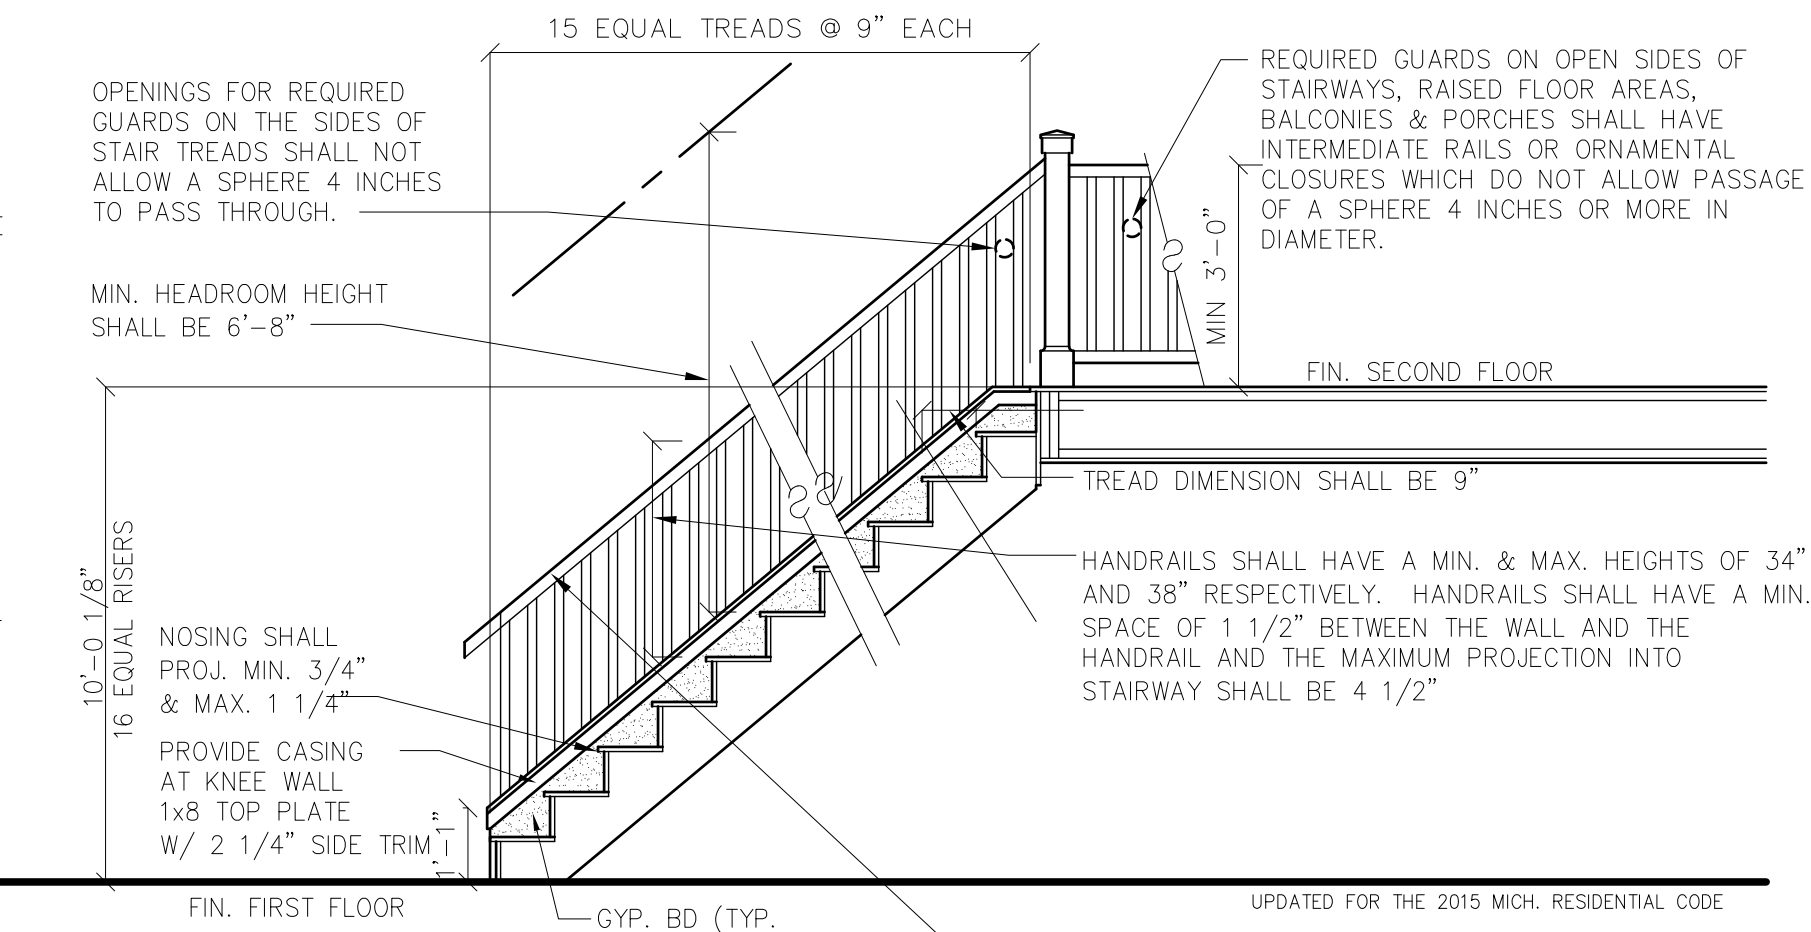 15 EQUAL TREADS @ 9” EACH
OPENINGS FOR REQUIRED
GUARDS ON THE SIDES OF
STAIR TREADS SHALL NOT
ALLOW A SPHERE 4 INCHES
TO PASS THROUGH.
REQUIRED GUARDS ON OPEN SIDES OF
STAIRWAYS, RAISED FLOOR AREAS,
BALCONIES & PORCHES SHALL HAVE
INTERMEDIATE RAILS OR ORNAMENTAL
CLOSURES WHICH DO NOT ALLOW PASSAGE
OF A SPHERE 4 INCHES OR MORE IN
DIAMETER.
MIN. HEADROOM HEIGHT
SHALL BE 6’-8”
MIN 3’-0”
FIN. SECOND FLOOR
TREAD DIMENSION SHALL BE 9”
HANDRAILS SHALL HAVE A MIN. & MAX. HEIGHTS OF 34”
AND 38” RESPECTIVELY. HANDRAILS SHALL HAVE A MIN.
SPACE OF 1 1/2” BETWEEN THE WALL AND THE
HANDRAIL AND THE MAXIMUM PROJECTION INTO
STAIRWAY SHALL BE 4 1/2”
10’-0 1/8”
16 EQUAL RISERS
NOSING SHALL
PROJ. MIN. 3/4”
& MAX. 1 1/4”
PROVIDE CASING
AT KNEE WALL
1x8 TOP PLATE
W/ 2 1/4” SIDE TRIM
1’-1”
FIN. FIRST FLOOR
GYP. BD (TYP.
UPDATED FOR THE 2015 MICH. RESIDENTIAL CODE